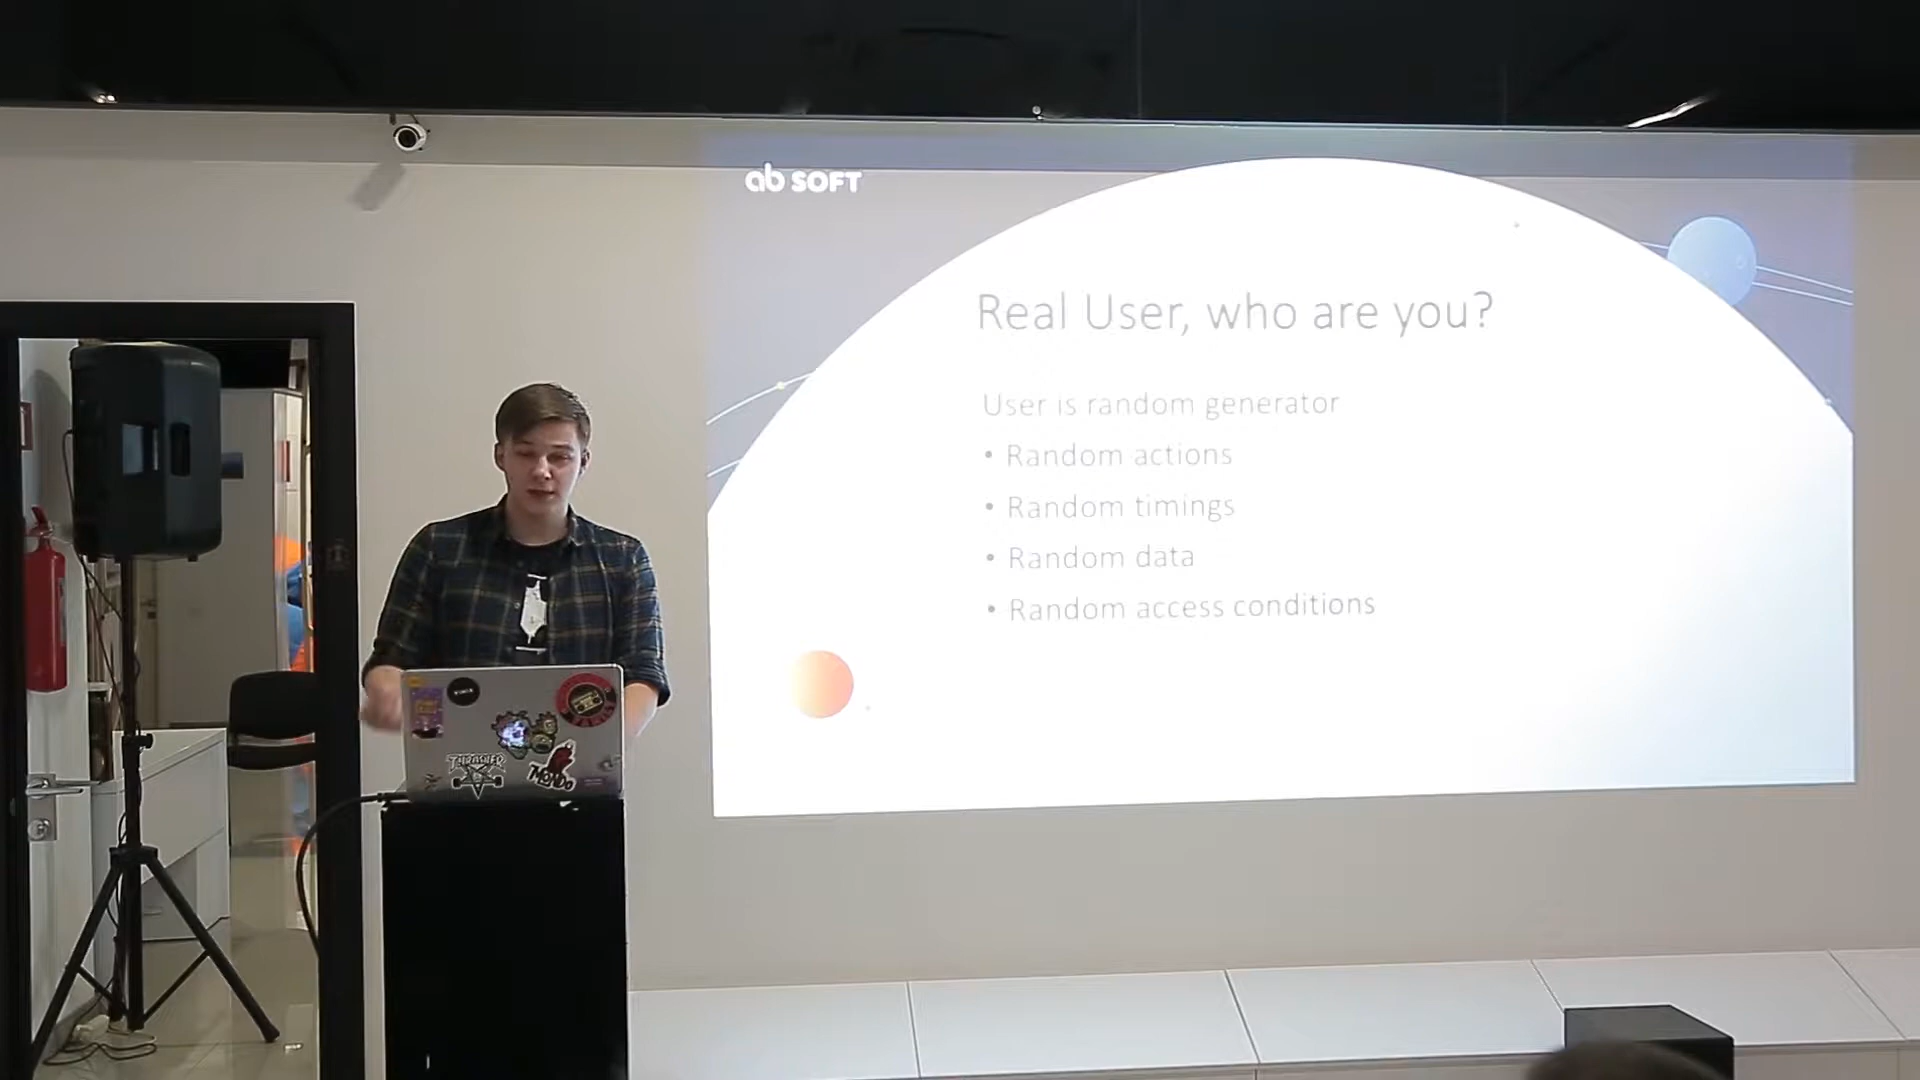 ab SOFT
Real User, who are you?
User is random generator
• Random actions
• Random timings
• Random data
• Random access conditions
THRASHER
MONDO